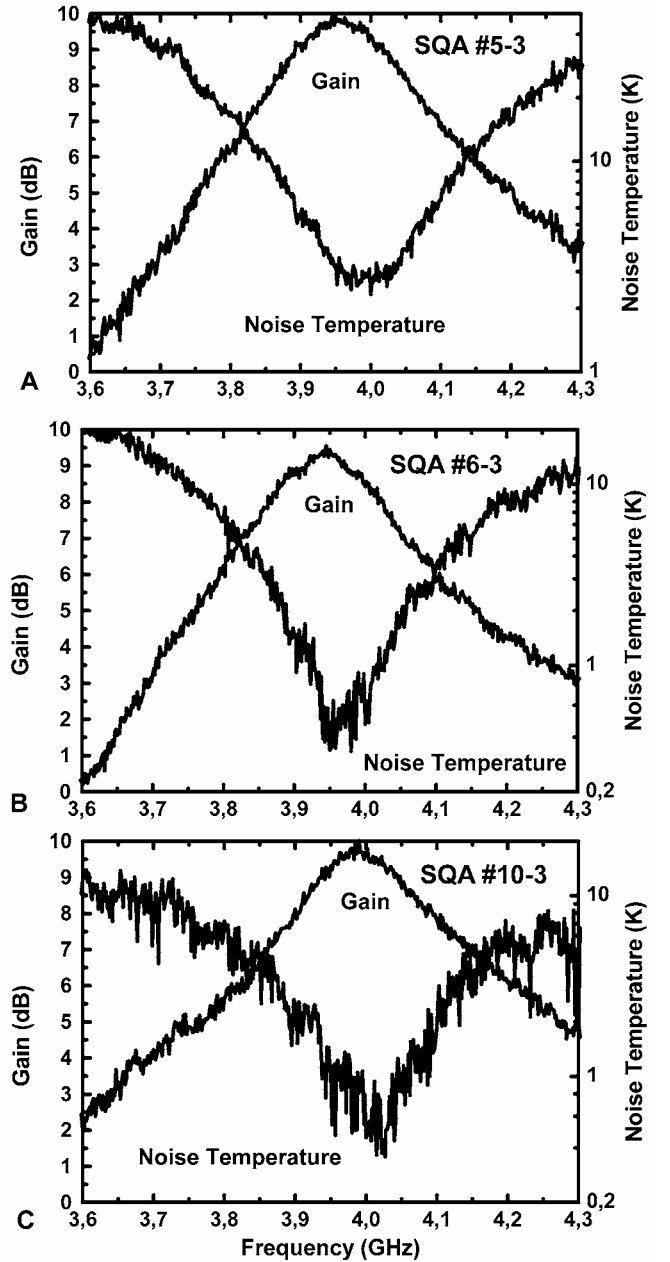 10
9
8
7
6
5
4
3
2
1
0
Gain (dB)
SQA #5-3
Gain
Noise Temperature
10
1
Noise Temperature (K)
3,6 3,7 3,8 3,9 4,0 4,1 4,2 4,3
A
10
9
8
7
6
5
4
3
2
1
0
Gain (dB)
SQA #6-3
Gain
Noise Temperature
10
1
0,2
Noise Temperature (K)
3,6 3,7 3,8 3,9 4,0 4,1 4,2 4,3
B
10
9
8
7
6
5
4
3
2
1
0
Gain (dB)
SQA #10-3
Gain
Noise Temperature
10
1
0,2
Noise Temperature (K)
3,6 3,7 3,8 3,9 4,0 4,1 4,2 4,3
C
Frequency (GHz)